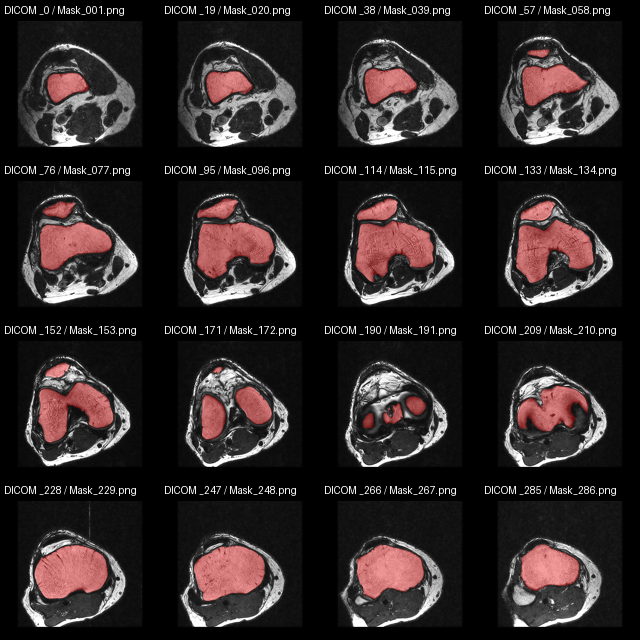 DICOM _0 / Mask_001.png
DICOM _19 / Mask_020.png
DICOM _38 / Mask_039.png
DICOM _57 / Mask_058.png
DICOM _76 / Mask_077.png
DICOM _95 / Mask_096.png
DICOM _114 / Mask_115.png
DICOM _133 / Mask_134.png
DICOM _152 / Mask_153.png
DICOM _171 / Mask_172.png
DICOM _190 / Mask_191.png
DICOM _209 / Mask_210.png
DICOM _228 / Mask_229.png
DICOM _247 / Mask_248.png
DICOM _266 / Mask_267.png
DICOM _285 / Mask_286.png